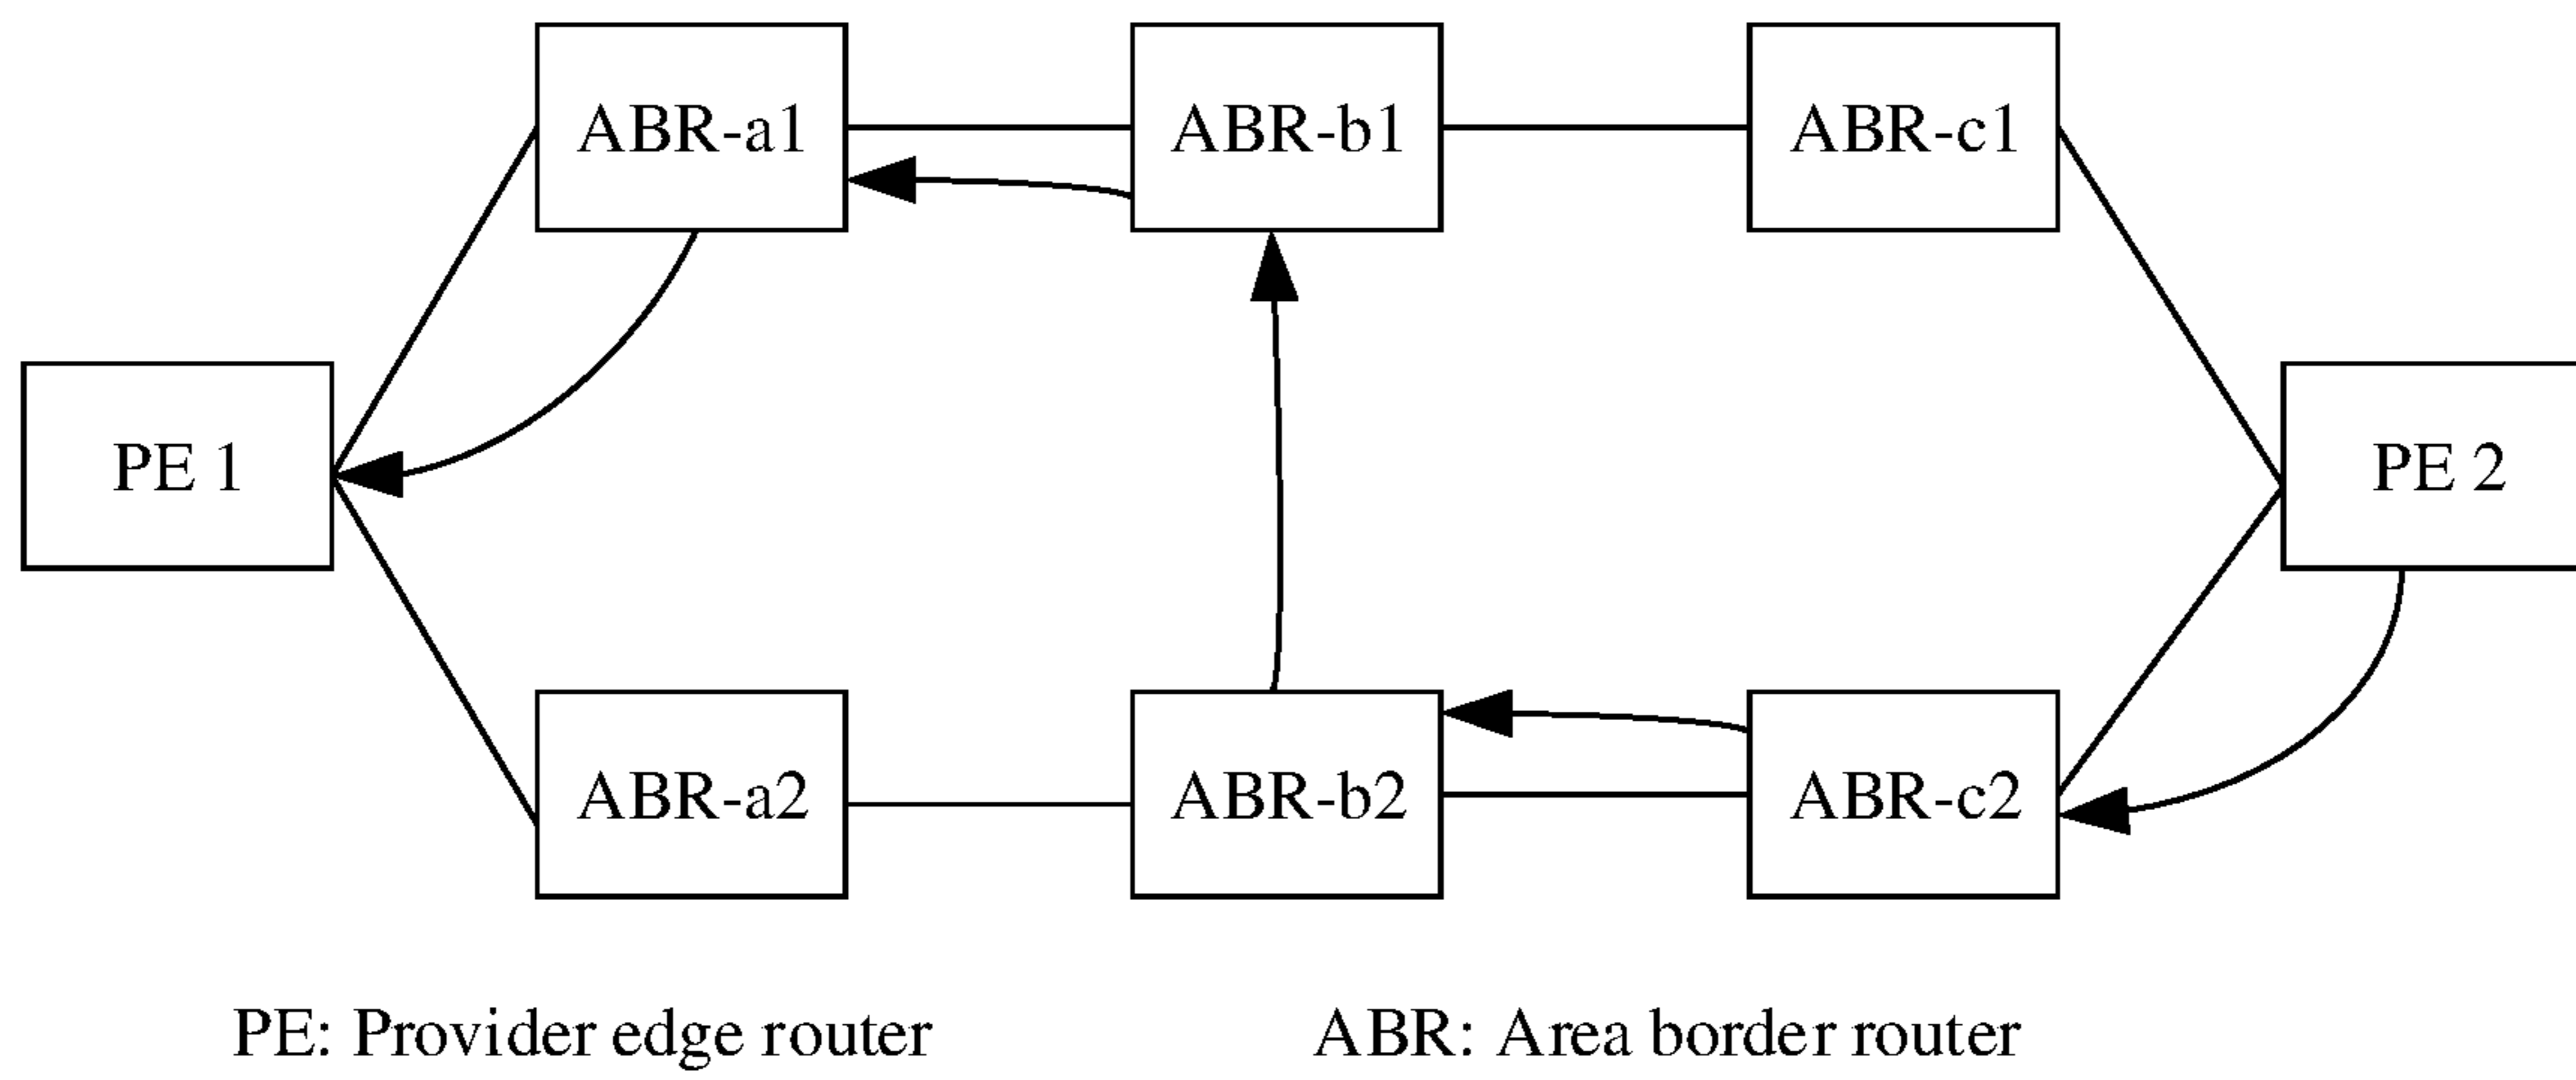 ABR-a1
ABR-b1
ABR-c1
PE 1
PE 2
ABR-a2
ABR-b2
ABR-c2
PE: Provider edge router
ABR: Area border router